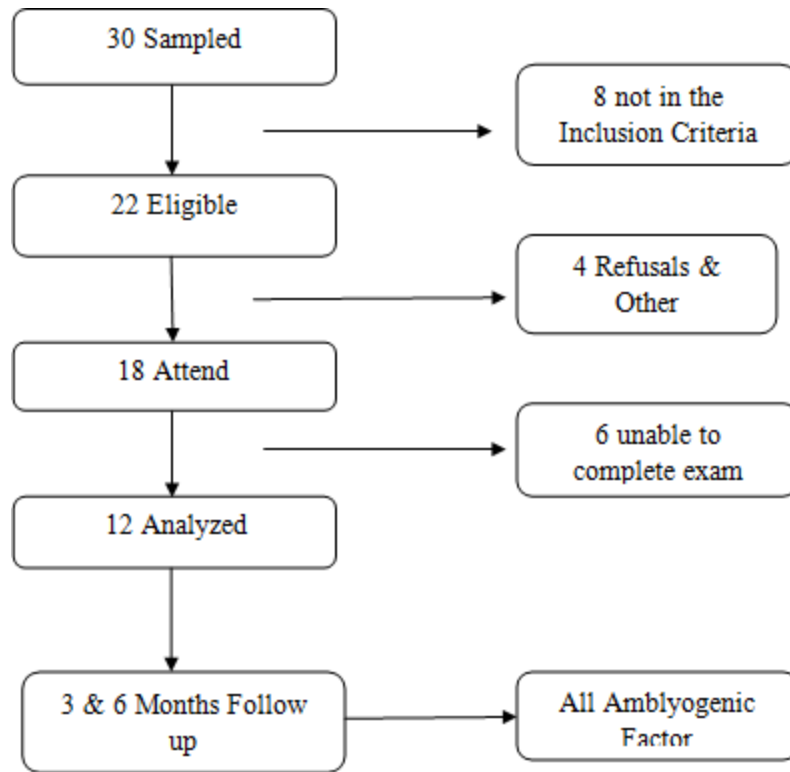 30 Sampled
8 not in the
Inclusion Criteria
22 Eligible
4 Refusals &
Other
18 Attend
6 unable to
complete exam
12 Analyzed
3 & 6 Months Follow
up
All Amblyogenic
Factor